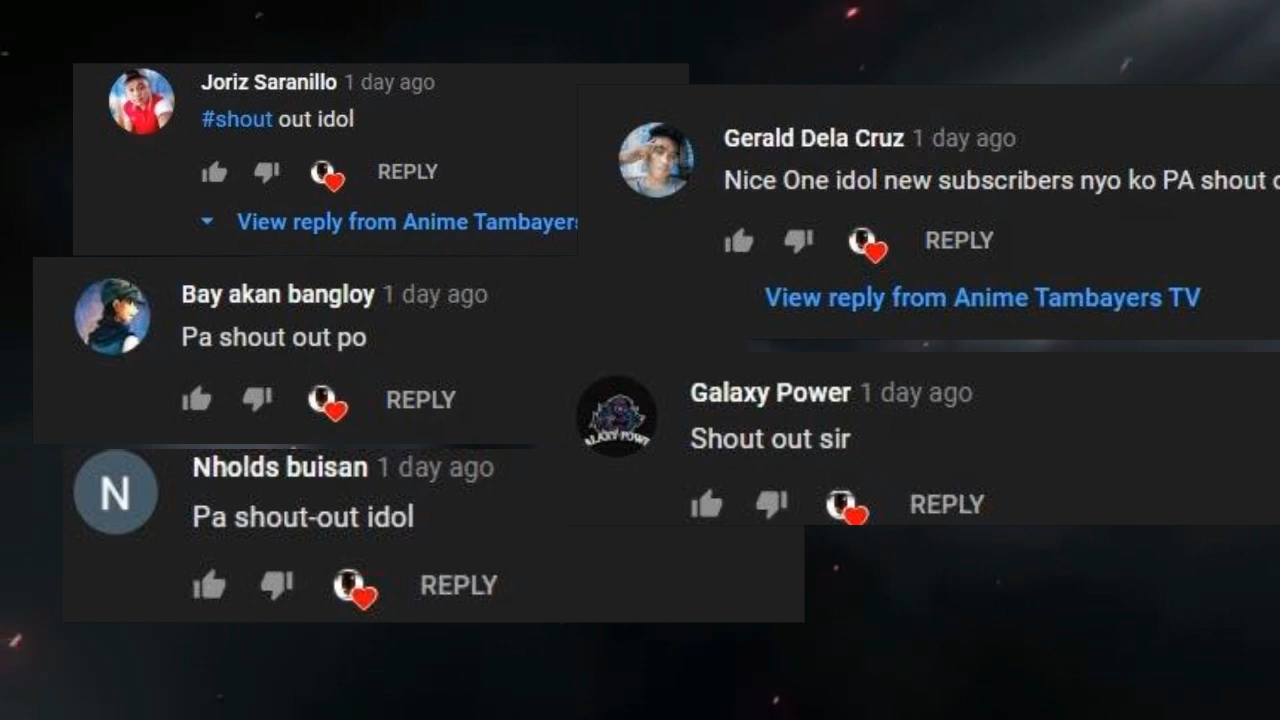 Joriz Saranillo 1 day ago
#shout out idol
REPLY
View reply from Anime Tambayers
Gerald Dela Cruz 1 day ago
Nice One idol new subscribers nyo ko PA shout
REPLY
View reply from Anime Tambayers TV
Bay akan bangloy 1 day ago
Pa shout out po
REPLY
Galaxy Power 1 day ago
Shout out sir
REPLY
N
Nholds buisan 1 day ago
Pa shout-out idol
REPLY